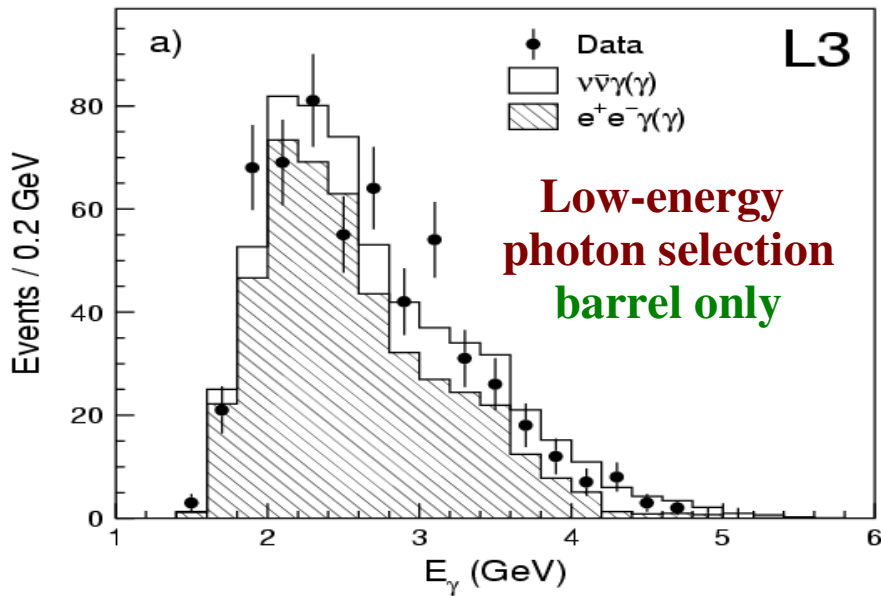 a)
L3
Data
νν̄γ(γ)
e⁺e⁻γ(γ)
Low-energy
photon selection
barrel only
Events / 0.2 GeV
80
60
40
20
0
1 2 3 4 5 6
E_γ (GeV)